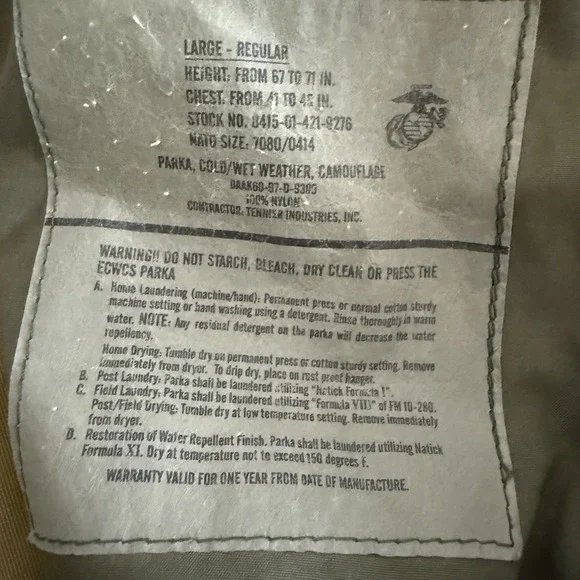 LARGE - REGULAR
HEIGHT: FROM 67 TO 71 IN.
CHEST. FROM 41 TO 45 IN.
STOCK NO. 8415-01-421-9276
NATO SIZE: 7080/0414
PARKA, COLD/WET WEATHER, CAMOUFLAGE
DAAK60-97-D-9303
100% NYLON
CONTRACTOR. TENNIER INDUSTRIES, INC.
WARNING!! DO NOT STARCH, BLEACH, DRY CLEAN OR PRESS THE
ECWCS PARKA
A. Home Laundering (machine/hand): Permanent press or normal cotton sturdy
machine setting or hand washing using a detergent. Rinse thoroughly in warm
water. NOTE: Any residual detergent on the parka will decrease the water
repellency.
Home Drying: Tumble dry on permanent press or cotton sturdy setting. Remove
immediately from dryer. To drip dry, place on rust proof hanger.
B. Post Laundry: Parka shall be laundered utilizing "Natick Formula 1".
C. Field Laundry: Parka shall be laundered utilizing "Formula VII)" of FM 10-280.
Post/Field Drying: Tumble dry at low temperature setting. Remove immediately
from dryer.
D. Restoration of Water Repellent Finish. Parka shall be laundered utilizing Natick
Formula XI. Dry at temperature not to exceed 150 degrees f.
WARRANTY VALID FOR ONE YEAR FROM DATE OF MANUFACTURE.